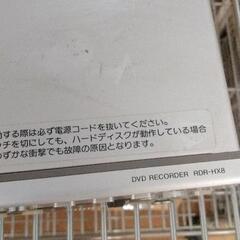 動する際は必ず電源コードを抜いてください。
ッチを切にしても、ハードディスクが動作している場合
わずかな衝撃でも故障の原因になります。
DVD RECORDER RDR-HX8